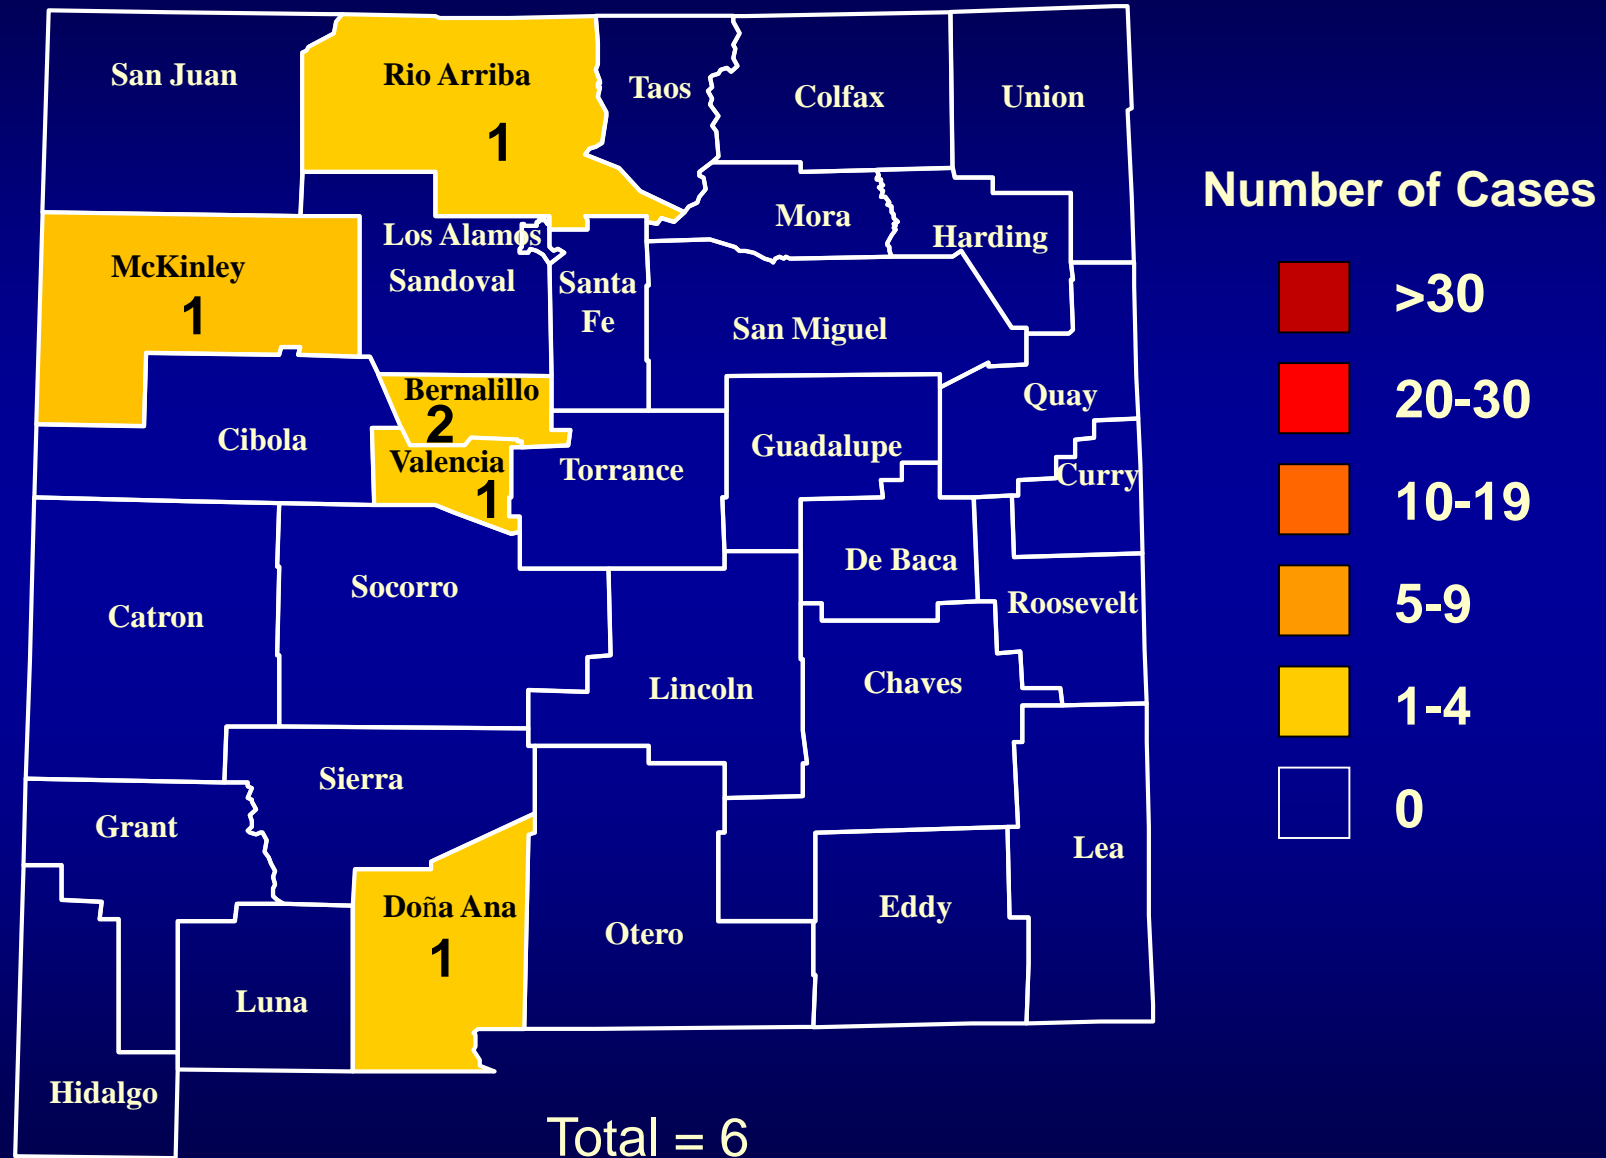 San Juan
Rio Arriba
1
Taos
Colfax
Union
McKinley
1
Los Alamos
Sandoval
Santa
Fe
Mora
Harding
San Miguel
Bernalillo
2
Quay
Cibola
Valencia
1
Torrance
Guadalupe
Curry
De Baca
Catron
Socorro
Roosevelt
Lincoln
Chaves
Sierra
Grant
Lea
Doña Ana
1
Otero
Eddy
Luna
Hidalgo
Total = 6
Number of Cases
>30
20-30
10-19
5-9
1-4
0